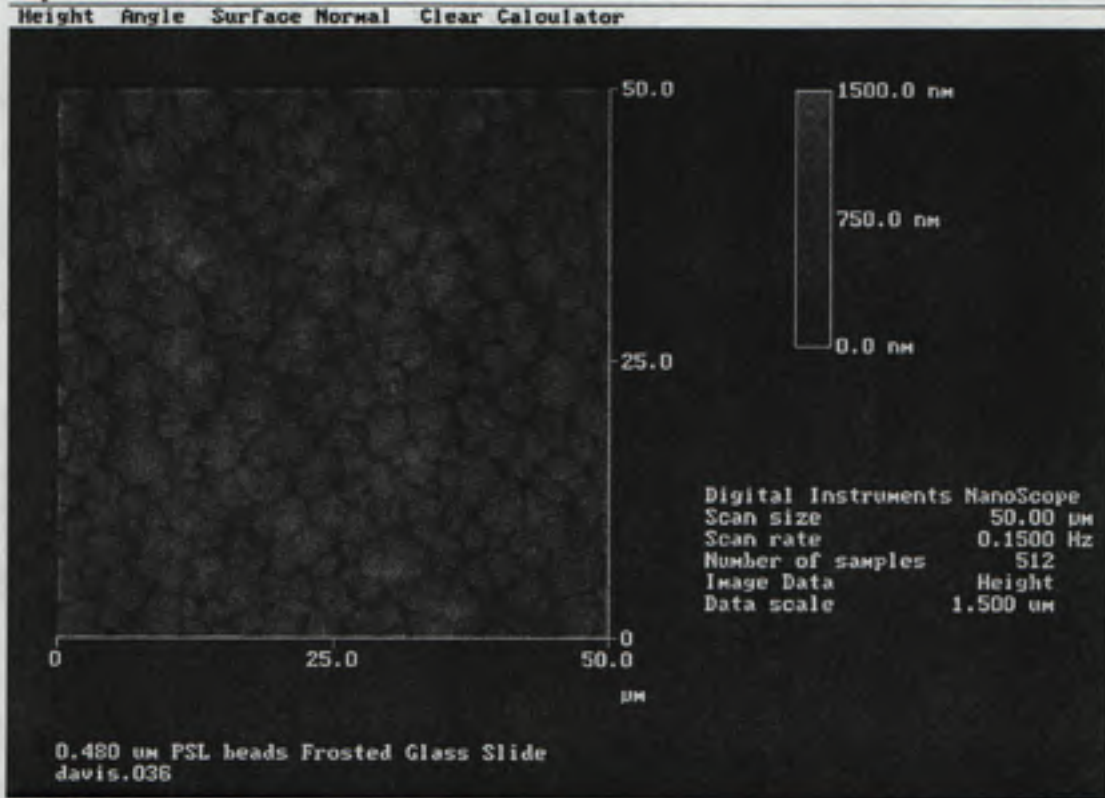 Height Angle Surface Normal Clear Calculator
50.0
25.0
0
0 25.0 50.0
μm
1500.0 nm
750.0 nm
0.0 nm
Digital Instruments NanoScope
Scan size 50.00 μm
Scan rate 0.1500 Hz
Number of samples 512
Image Data Height
Data scale 1.500 um
0.480 um PSL beads Frosted Glass Slide
davis.036